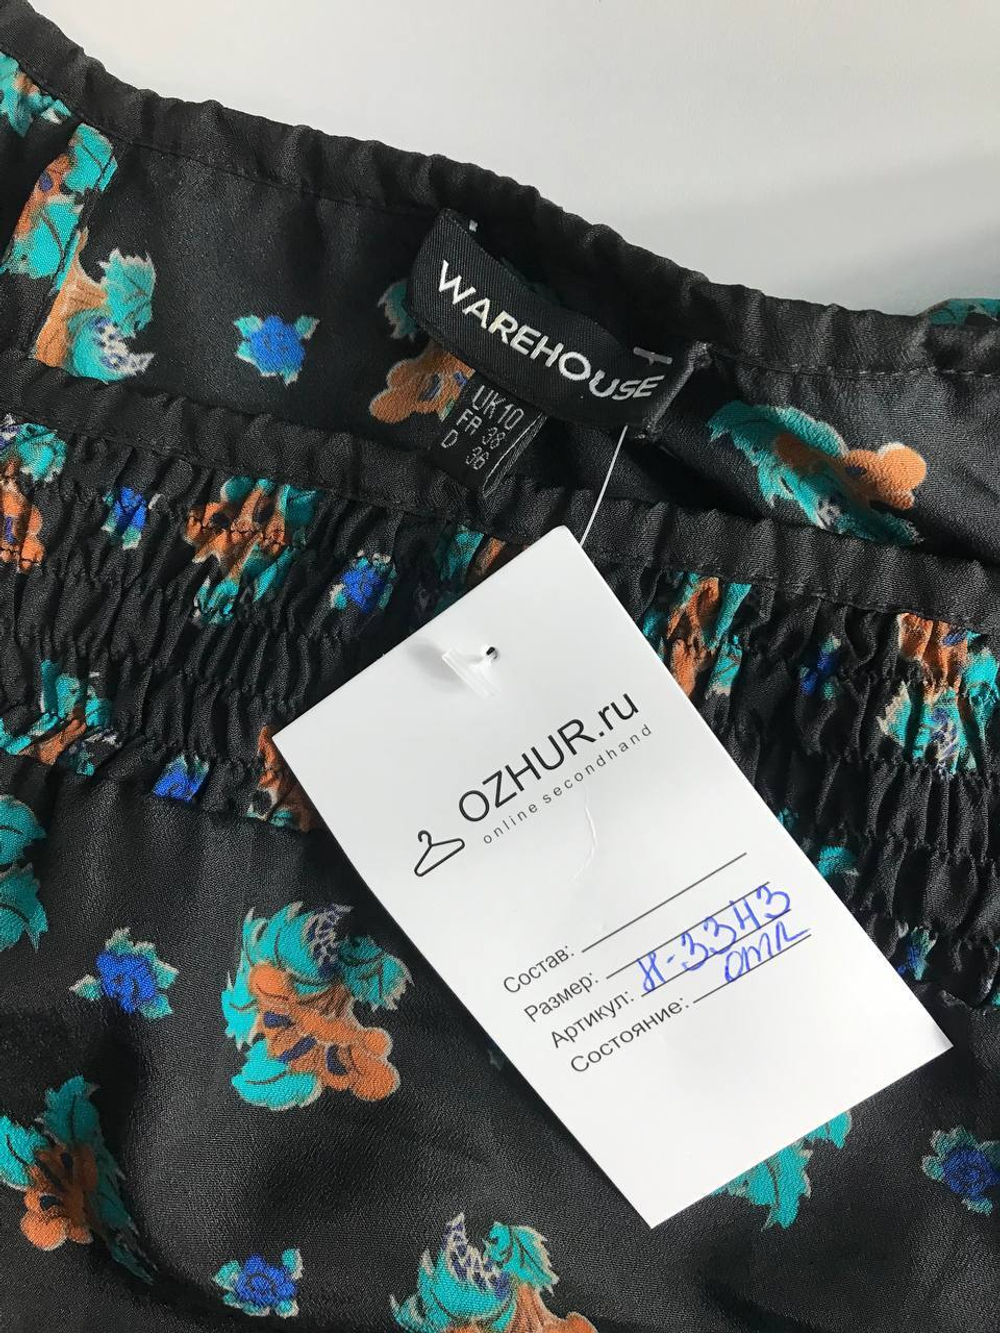 WAREHOUSE
UK10
FR 38
D 36
OZHUR.ru
online secondhand
Состав:
Размер:
Артикул: Н-3343
Состояние: отл